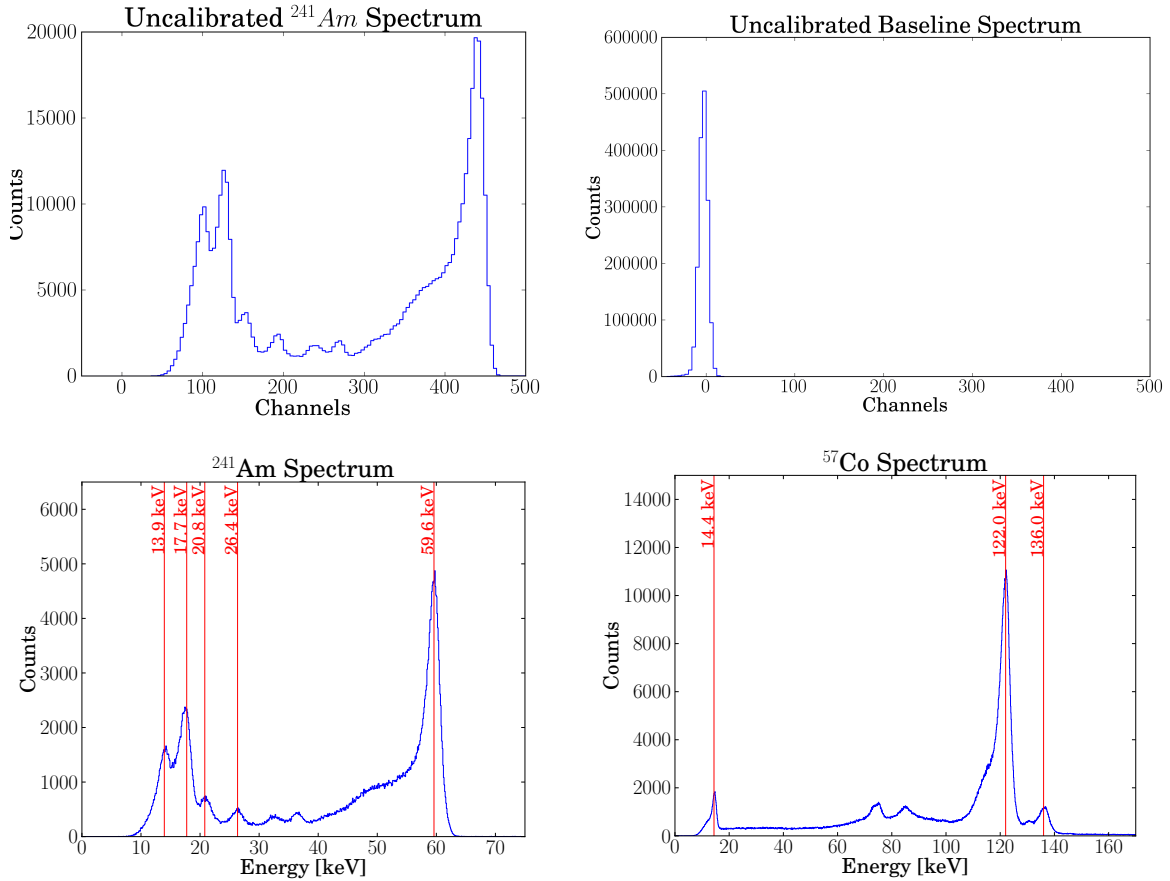 Uncalibrated 241Am Spectrum
20000
15000
10000
5000
0
Counts
0 100 200 300 400 500
Channels
Uncalibrated Baseline Spectrum
600000
500000
400000
300000
200000
100000
0
Counts
0 100 200 300 400 500
Channels
241Am Spectrum
6000
5000
4000
3000
2000
1000
0
Counts
13.9 keV
17.7 keV
20.8 keV
26.4 keV
59.6 keV
0 10 20 30 40 50 60 70
Energy [keV]
57Co Spectrum
14000
12000
10000
8000
6000
4000
2000
0
Counts
14.4 keV
122.0 keV
136.0 keV
0 20 40 60 80 100 120 140 160
Energy [keV]